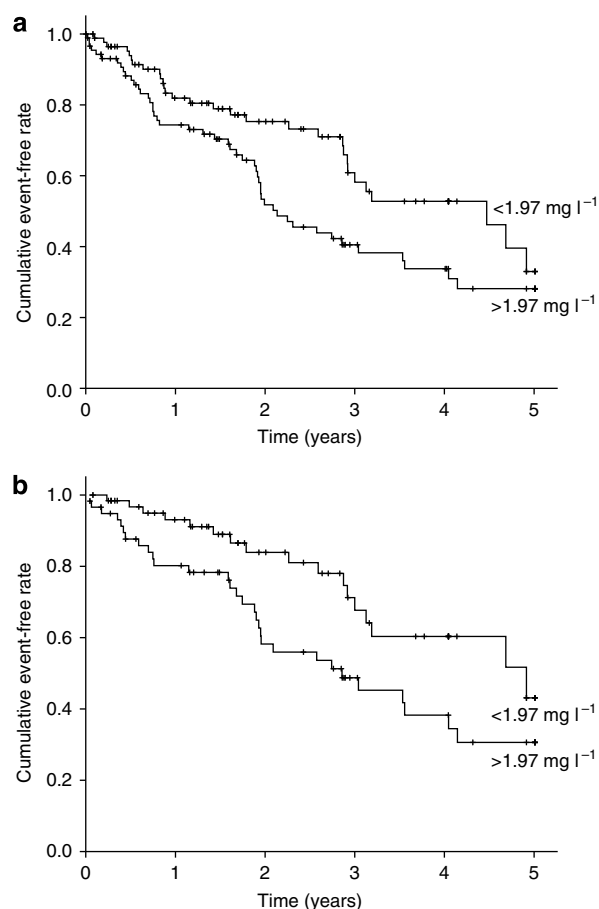 a
1.0
0.8
0.6
0.4
0.2
0.0
Cumulative event-free rate
<1.97 mg l⁻¹
>1.97 mg l⁻¹
0 1 2 3 4 5
Time (years)
b
1.0
0.8
0.6
0.4
0.2
0.0
Cumulative event-free rate
<1.97 mg l⁻¹
>1.97 mg l⁻¹
0 1 2 3 4 5
Time (years)